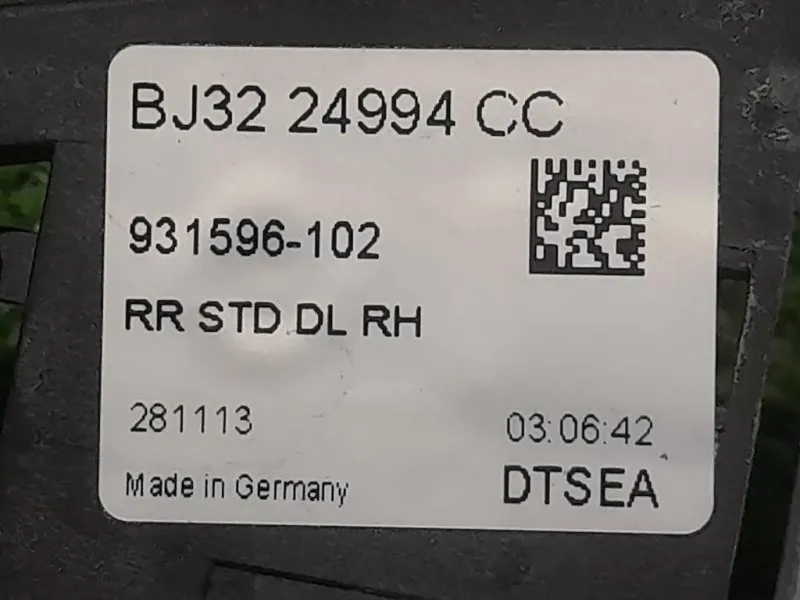 BJ32 24994 CC
931596-102
RR STD DL RH
281113 03:06:42
Made in Germany DTSEA